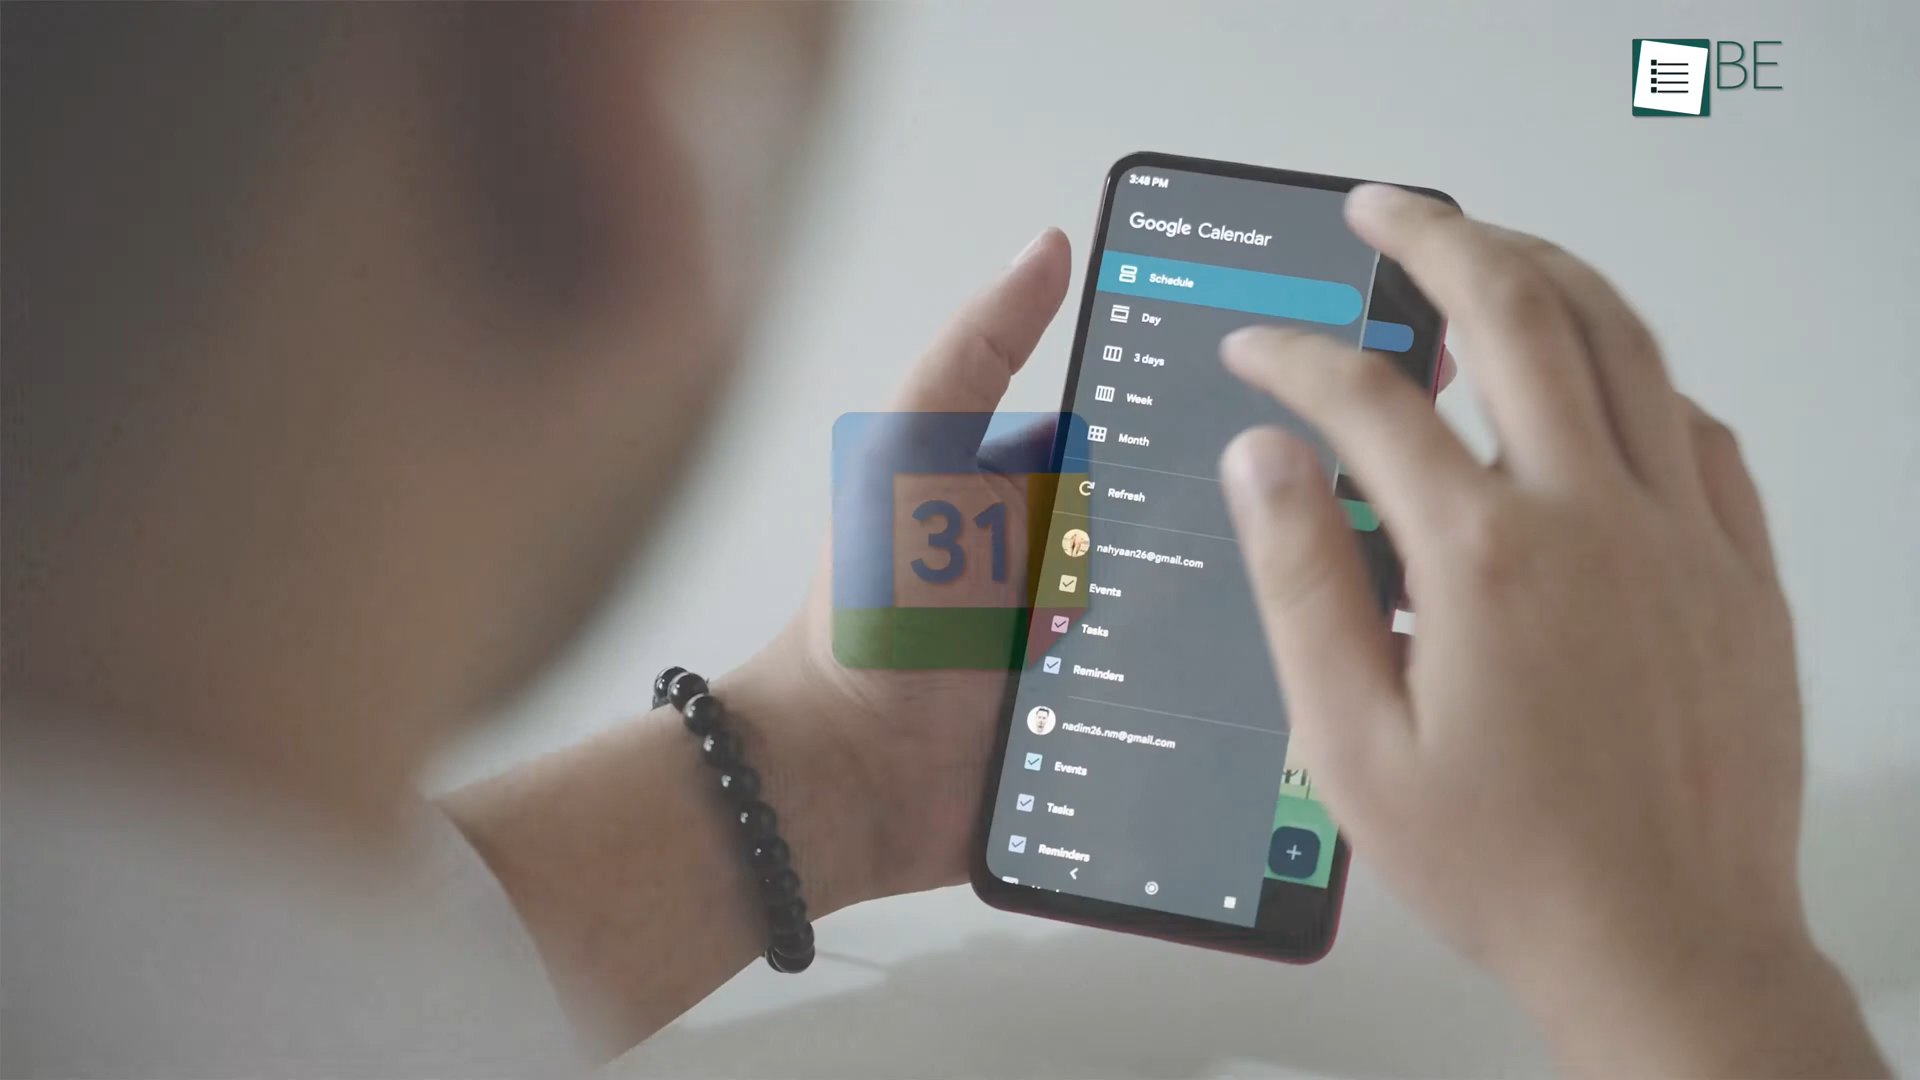 BE
3:48 PM
Google Calendar
Schedule
Day
3 days
Week
Month
Refresh
31
nahyaan26@gmail.com
Events
Tasks
Reminders
nadim26.nm@gmail.com
Events
Tasks
Reminders